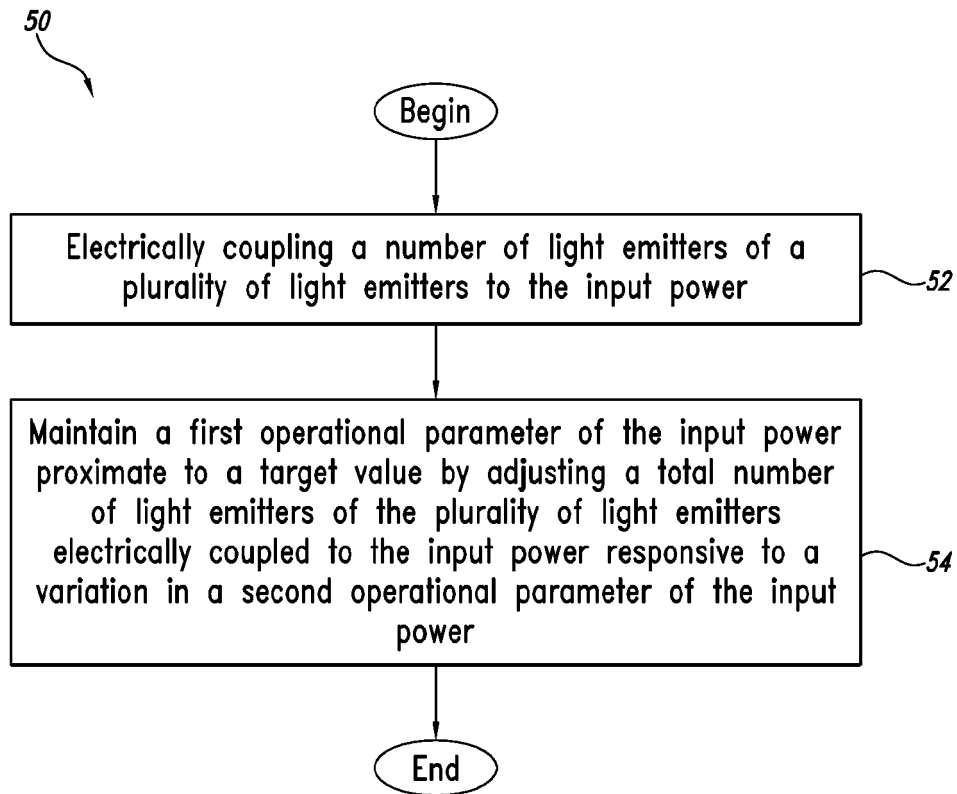 50
Begin
Electrically coupling a number of light emitters of a
plurality of light emitters to the input power
52
Maintain a first operational parameter of the input power
proximate to a target value by adjusting a total number
of light emitters of the plurality of light emitters
electrically coupled to the input power responsive to a
variation in a second operational parameter of the input
power
54
End